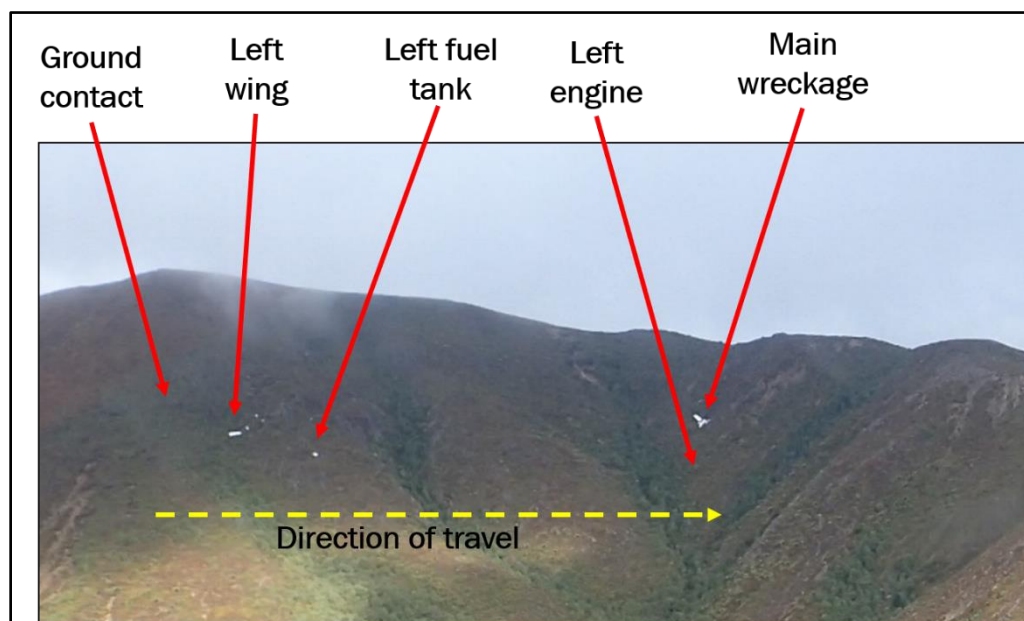 Ground
contact
Left
wing
Left fuel
tank
Left
engine
Main
wreckage
Direction of travel